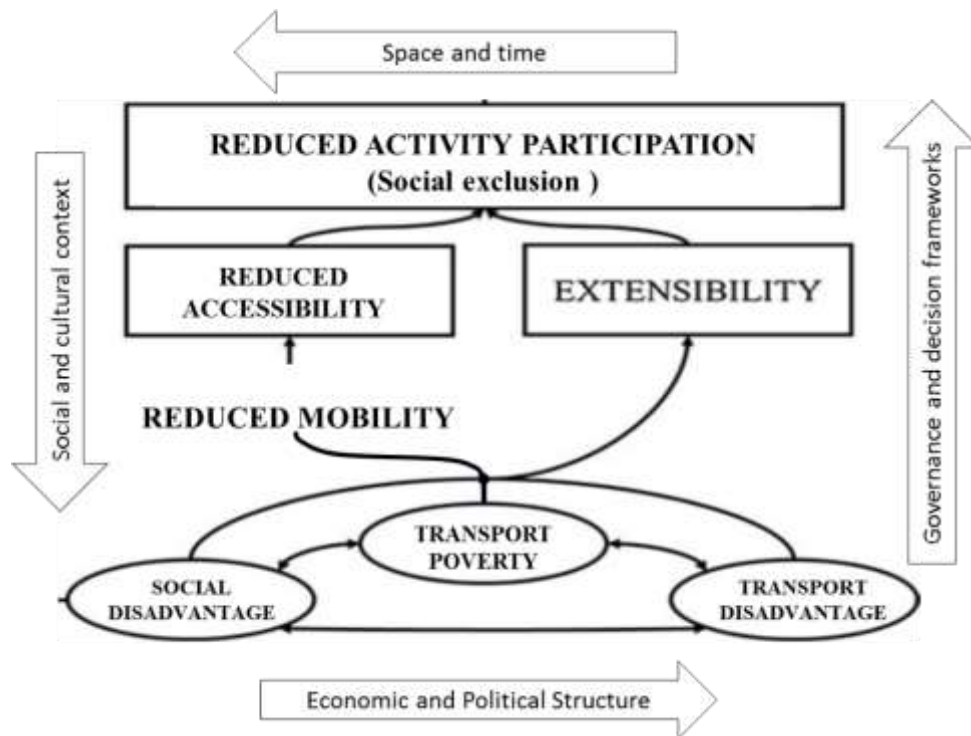 Space and time
REDUCED ACTIVITY PARTICIPATION
(Social exclusion )
Social and cultural context
Governance and decision frameworks
REDUCED
ACCESSIBILITY
EXTENSIBILITY
REDUCED MOBILITY
TRANSPORT
POVERTY
SOCIAL
DISADVANTAGE
TRANSPORT
DISADVANTAGE
Economic and Political Structure